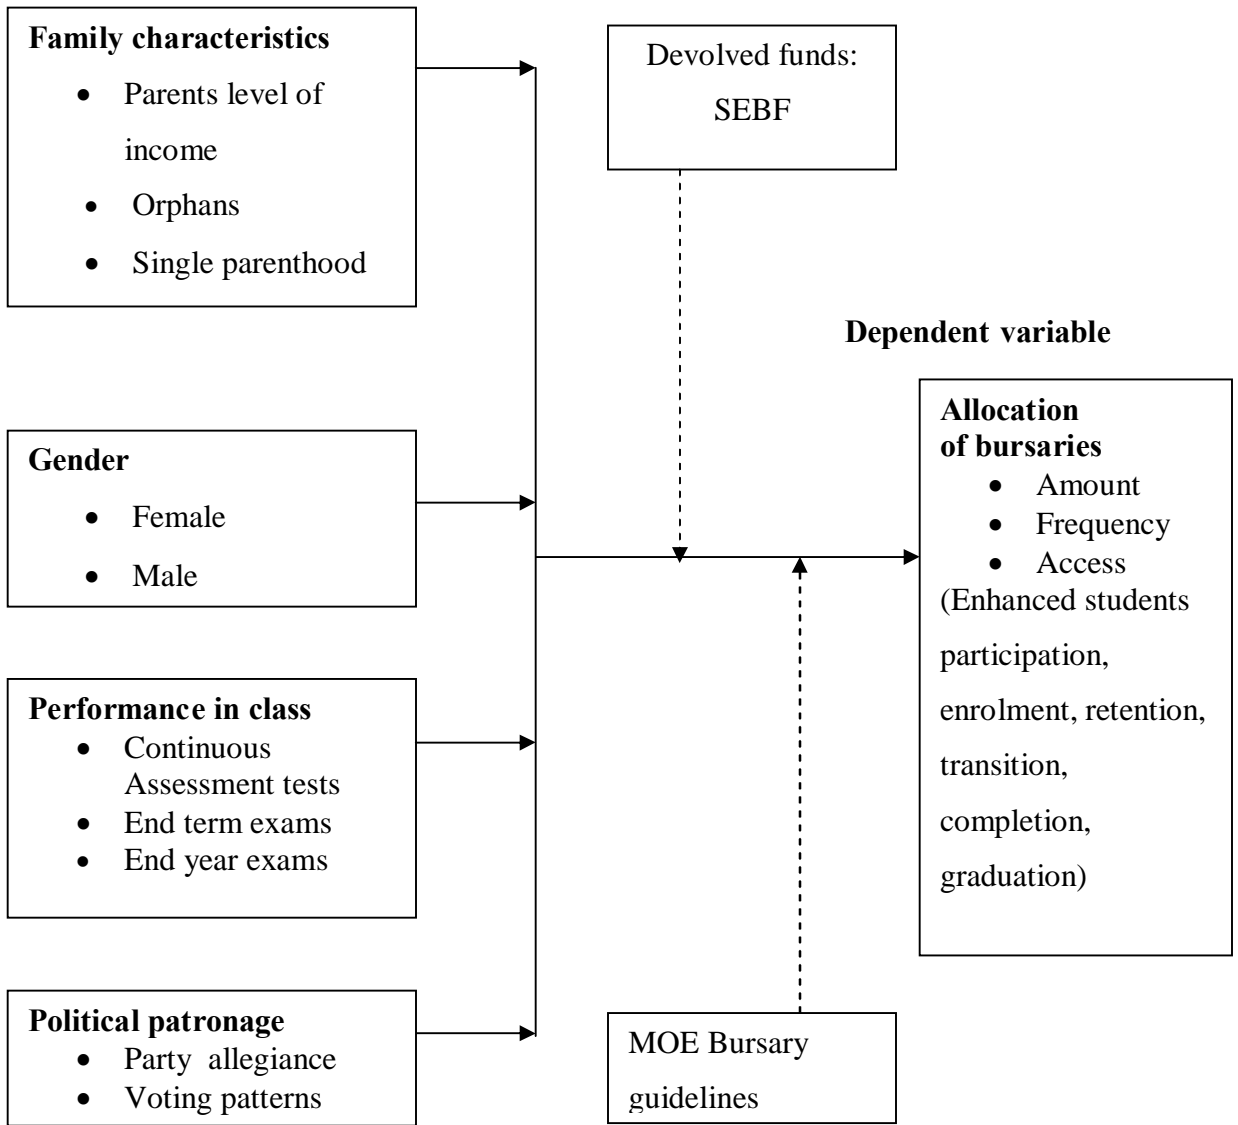 Family characteristics
• Parents level of
income
• Orphans
• Single parenthood
Devolved funds:
SEBF
Dependent variable
Gender
• Female
• Male
Allocation
of bursaries
• Amount
• Frequency
• Access
(Enhanced students
participation,
enrolment, retention,
transition,
completion,
graduation)
Performance in class
• Continuous
Assessment tests
• End term exams
• End year exams
Political patronage
• Party allegiance
• Voting patterns
MOE Bursary
guidelines